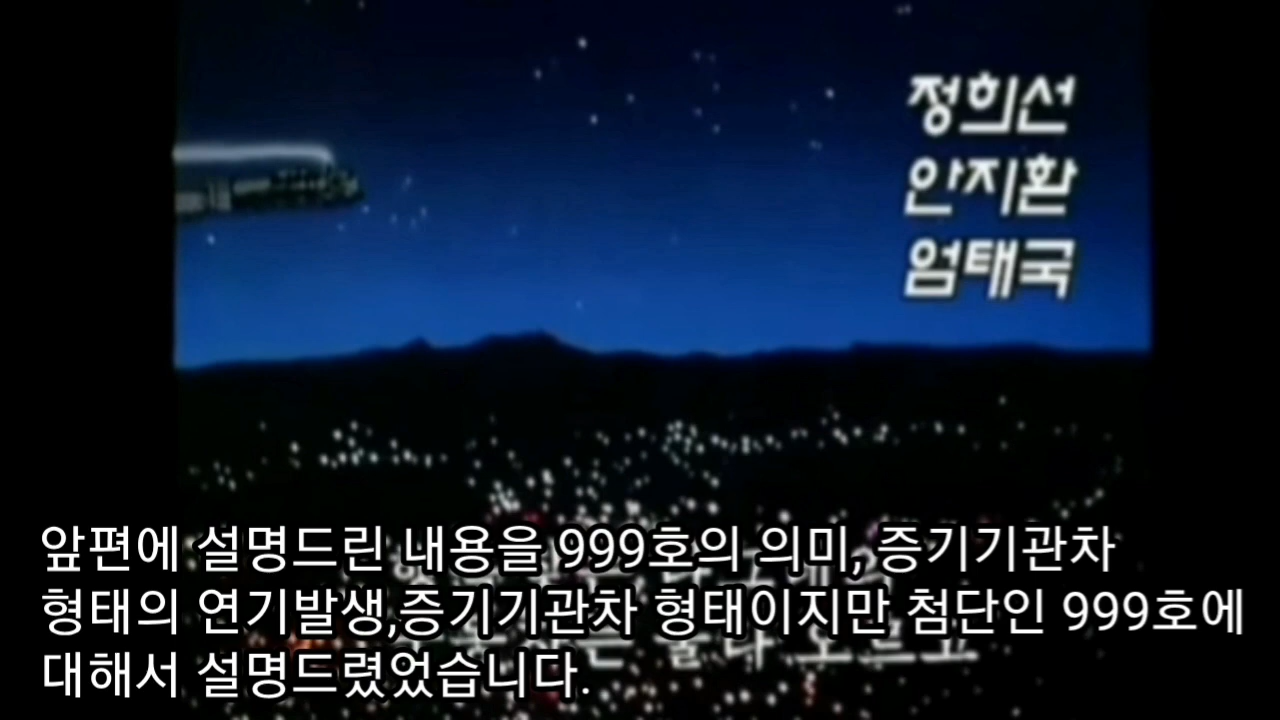 정희선
안지환
엄태국
앞편에 설명드린 내용을 999호의 의미, 증기기관차
형태의 연기발생,증기기관차 형태이지만 첨단인 999호에
대해서 설명드렸었습니다.